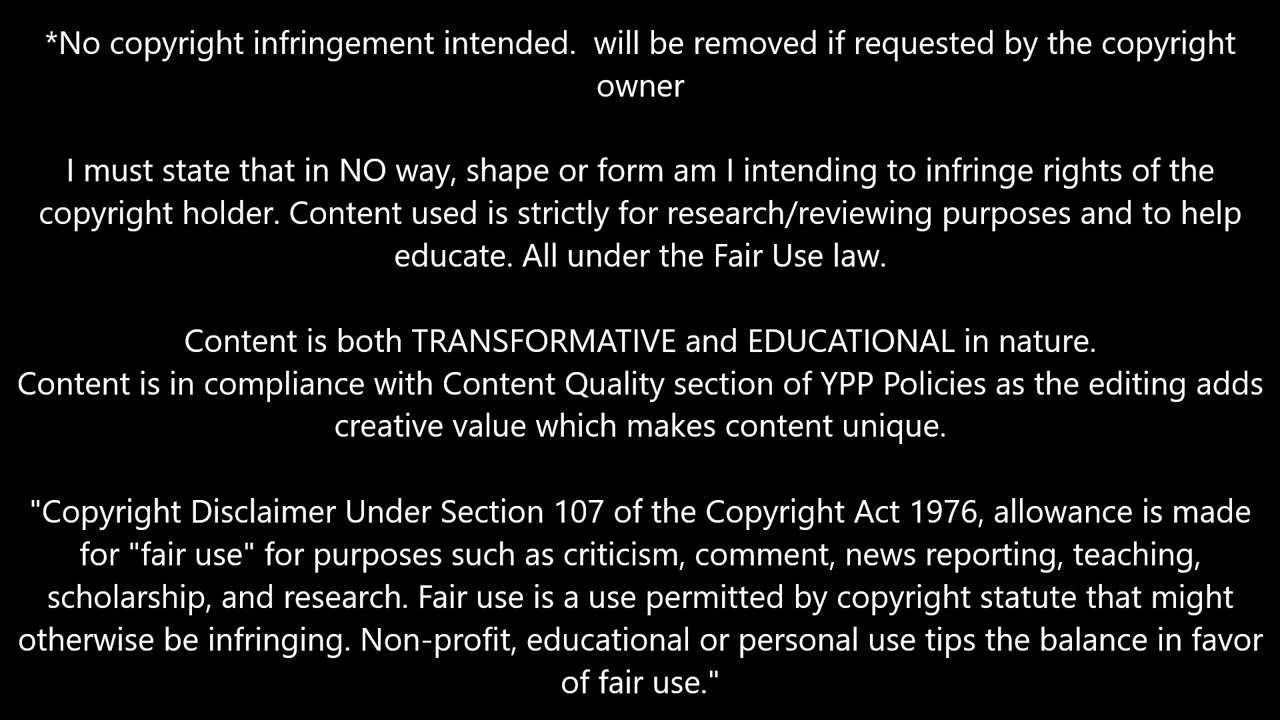 *No copyright infringement intended.  will be removed if requested by the copyright
owner
I must state that in NO way, shape or form am I intending to infringe rights of the
copyright holder. Content used is strictly for research/reviewing purposes and to help
educate. All under the Fair Use law.
Content is both TRANSFORMATIVE and EDUCATIONAL in nature.
Content is in compliance with Content Quality section of YPP Policies as the editing adds
creative value which makes content unique.
"Copyright Disclaimer Under Section 107 of the Copyright Act 1976, allowance is made
for "fair use" for purposes such as criticism, comment, news reporting, teaching,
scholarship, and research. Fair use is a use permitted by copyright statute that might
otherwise be infringing. Non-profit, educational or personal use tips the balance in favor
of fair use."